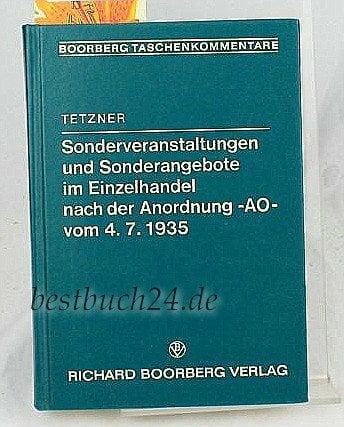 BOORBERG TASCHENKOMMENTARE
TETZNER
Sonderveranstaltungen
und Sonderangebote
im Einzelhandel
nach der Anordnung -AO-
vom 4. 7. 1935
bestbuch24.de
RICHARD BOORBERG VERLAG